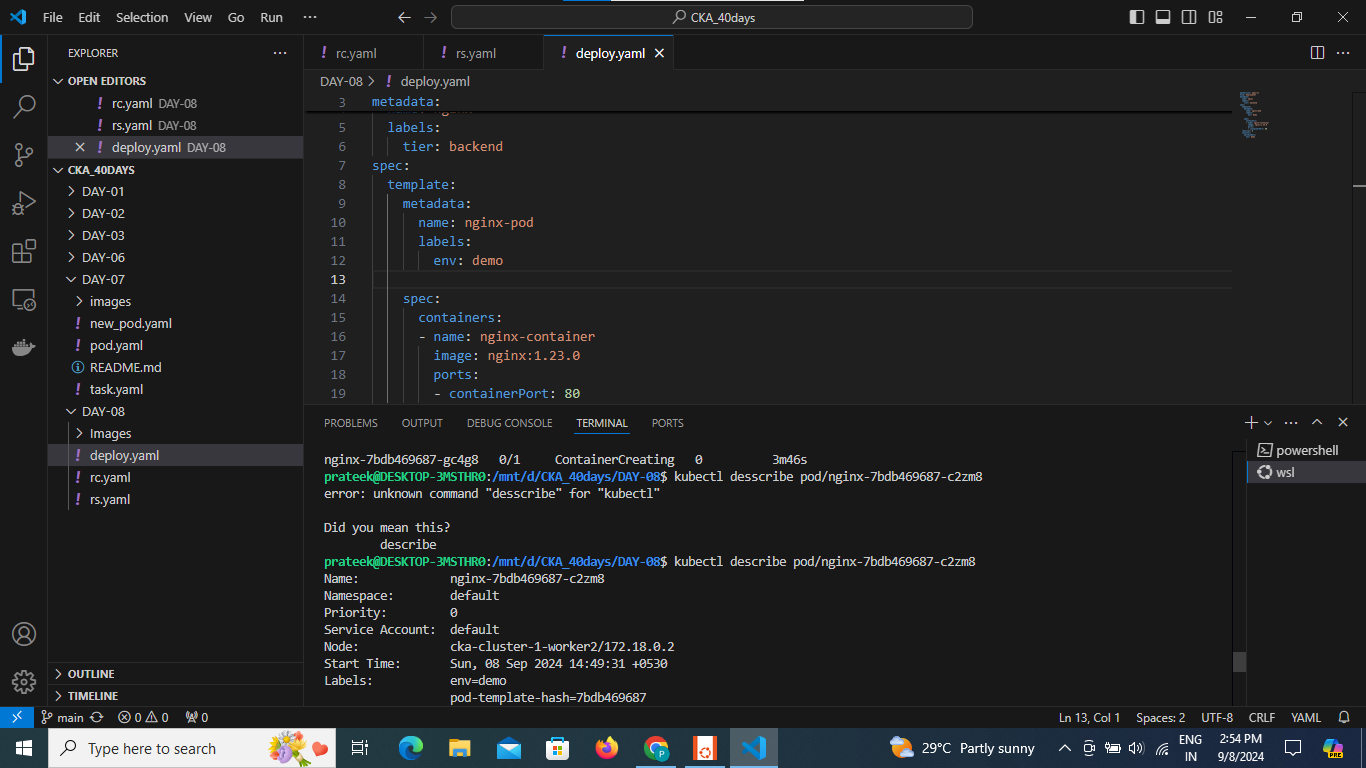 File Edit Selection View Go Run ···
CKA_40days
EXPLORER
OPEN EDITORS
rc.yaml DAY-08
rs.yaml DAY-08
deploy.yaml DAY-08
CKA_40DAYS
DAY-01
DAY-02
DAY-03
DAY-06
DAY-07
images
new_pod.yaml
pod.yaml
README.md
task.yaml
DAY-08
Images
deploy.yaml
rc.yaml
rs.yaml
OUTLINE
TIMELINE
rc.yaml rs.yaml deploy.yaml
DAY-08 > deploy.yaml
3 metadata:
5 labels:
6 tier: backend
7 spec:
8 template:
9 metadata:
10 name: nginx-pod
11 labels:
12 env: demo
13
14 spec:
15 containers:
16 - name: nginx-container
17 image: nginx:1.23.0
18 ports:
19 - containerPort: 80
PROBLEMS OUTPUT DEBUG CONSOLE TERMINAL PORTS
powershell
wsl
nginx-7bdb469687-gc4g8 0/1 ContainerCreating 0 3m46s
prateek@DESKTOP-3MSTHR0:/mnt/d/CKA_40days/DAY-08$ kubectl desscribe pod/nginx-7bdb469687-c2zm8
error: unknown command "desscribe" for "kubectl"
Did you mean this?
describe
prateek@DESKTOP-3MSTHR0:/mnt/d/CKA_40days/DAY-08$ kubectl describe pod/nginx-7bdb469687-c2zm8
Name: nginx-7bdb469687-c2zm8
Namespace: default
Priority: 0
Service Account: default
Node: cka-cluster-1-worker2/172.18.0.2
Start Time: Sun, 08 Sep 2024 14:49:31 +0530
Labels: env=demo
pod-template-hash=7bdb469687
main 0 0 0 Ln 13, Col 1 Spaces: 2 UTF-8 CRLF YAML
Type here to search
29°C Partly sunny
ENG
IN
2:54 PM
9/8/2024
PRE